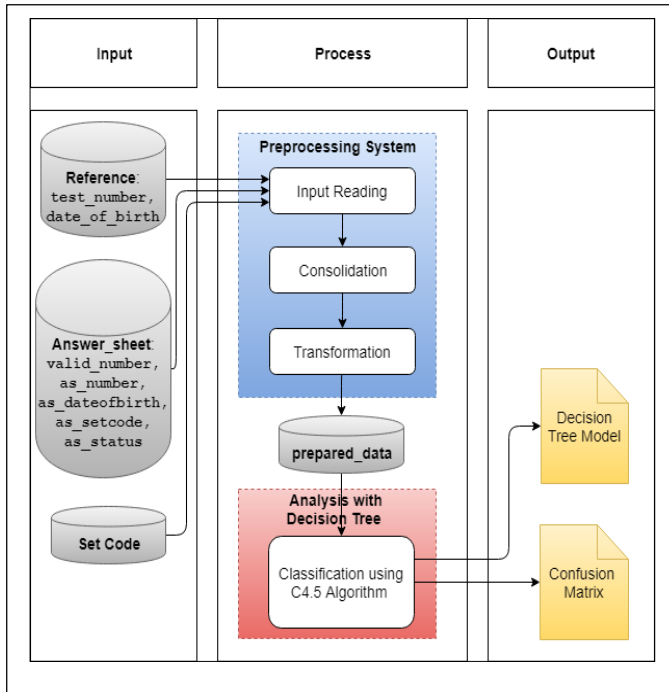 Input
Process
Output
Reference:
test_number,
date_of_birth
Answer_sheet:
valid_number,
as_number,
as_dateofbirth,
as_setcode,
as_status
Set Code
Preprocessing System
Input Reading
Consolidation
Transformation
prepared_data
Analysis with
Decision Tree
Classification using
C4.5 Algorithm
Decision
Tree Model
Confusion
Matrix